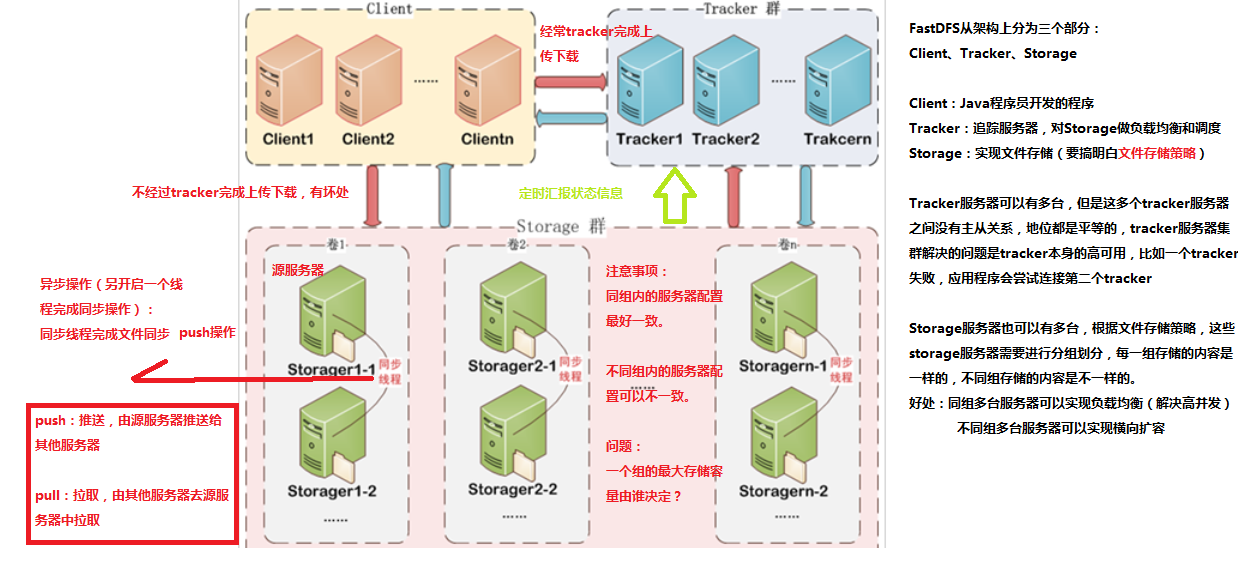 Client
Tracker 群
经常tracker完成上
传下载
......
......
Client1
Client2
Clientn
Tracker1
Tracker2
Trakcern
不经过tracker完成上传下载，有坏处
定时汇报状态信息
Storage 群
卷1
卷2
卷n
源服务器
异步操作（另开启一个线
程完成同步操作）：
同步线程完成文件同步
push操作
Storager1-1
同步
线程
Storager1-2
......
Storager2-1
同步
线程
Storager2-2
......
注意事项：
同组内的服务器配置
最好一致。
不同组内的服务器配
置可以不一致。
......
问题：
一个组的最大存储容
量由谁决定？
Storagern-1
同步
线程
Storagern-2
......
push：推送，由源服务器推送给
其他服务器
pull：拉取，由其他服务器去源服
务器中拉取
FastDFS从架构上分为三个部分：
Client、Tracker、Storage
Client：Java程序员开发的程序
Tracker：追踪服务器，对Storage做负载均衡和调度
Storage：实现文件存储（要搞明白文件存储策略）
Tracker服务器可以有多台，但是这多个tracker服务器
之间没有主从关系，地位都是平等的，tracker服务器集
群解决的问题是tracker本身的高可用，比如一个tracker
失败，应用程序会尝试连接第二个tracker
Storage服务器也可以有多台，根据文件存储策略，这些
storage服务器需要进行分组划分，每一组存储的内容是
一样的，不同组存储的内容是不一样的。
好处：同组多台服务器可以实现负载均衡（解决高并发）
不同组多台服务器可以实现横向扩容